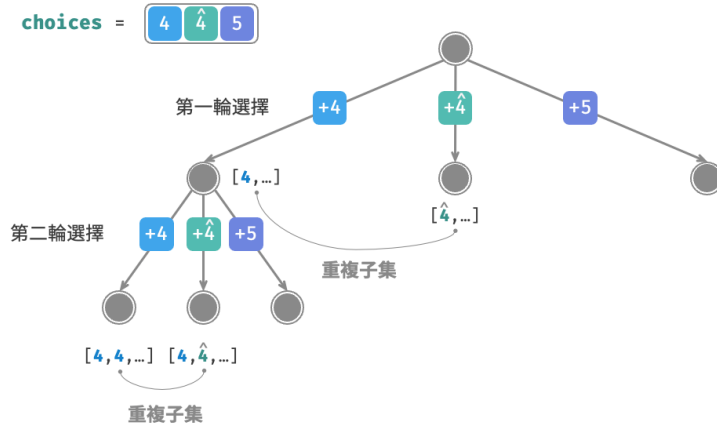 choices = 4 4̂ 5
第一輪選擇
+4 +4̂ +5
[4,…]
[4̂,…]
第二輪選擇
+4 +4̂ +5
重複子集
[4,4,…] [4,4̂,…]
重複子集